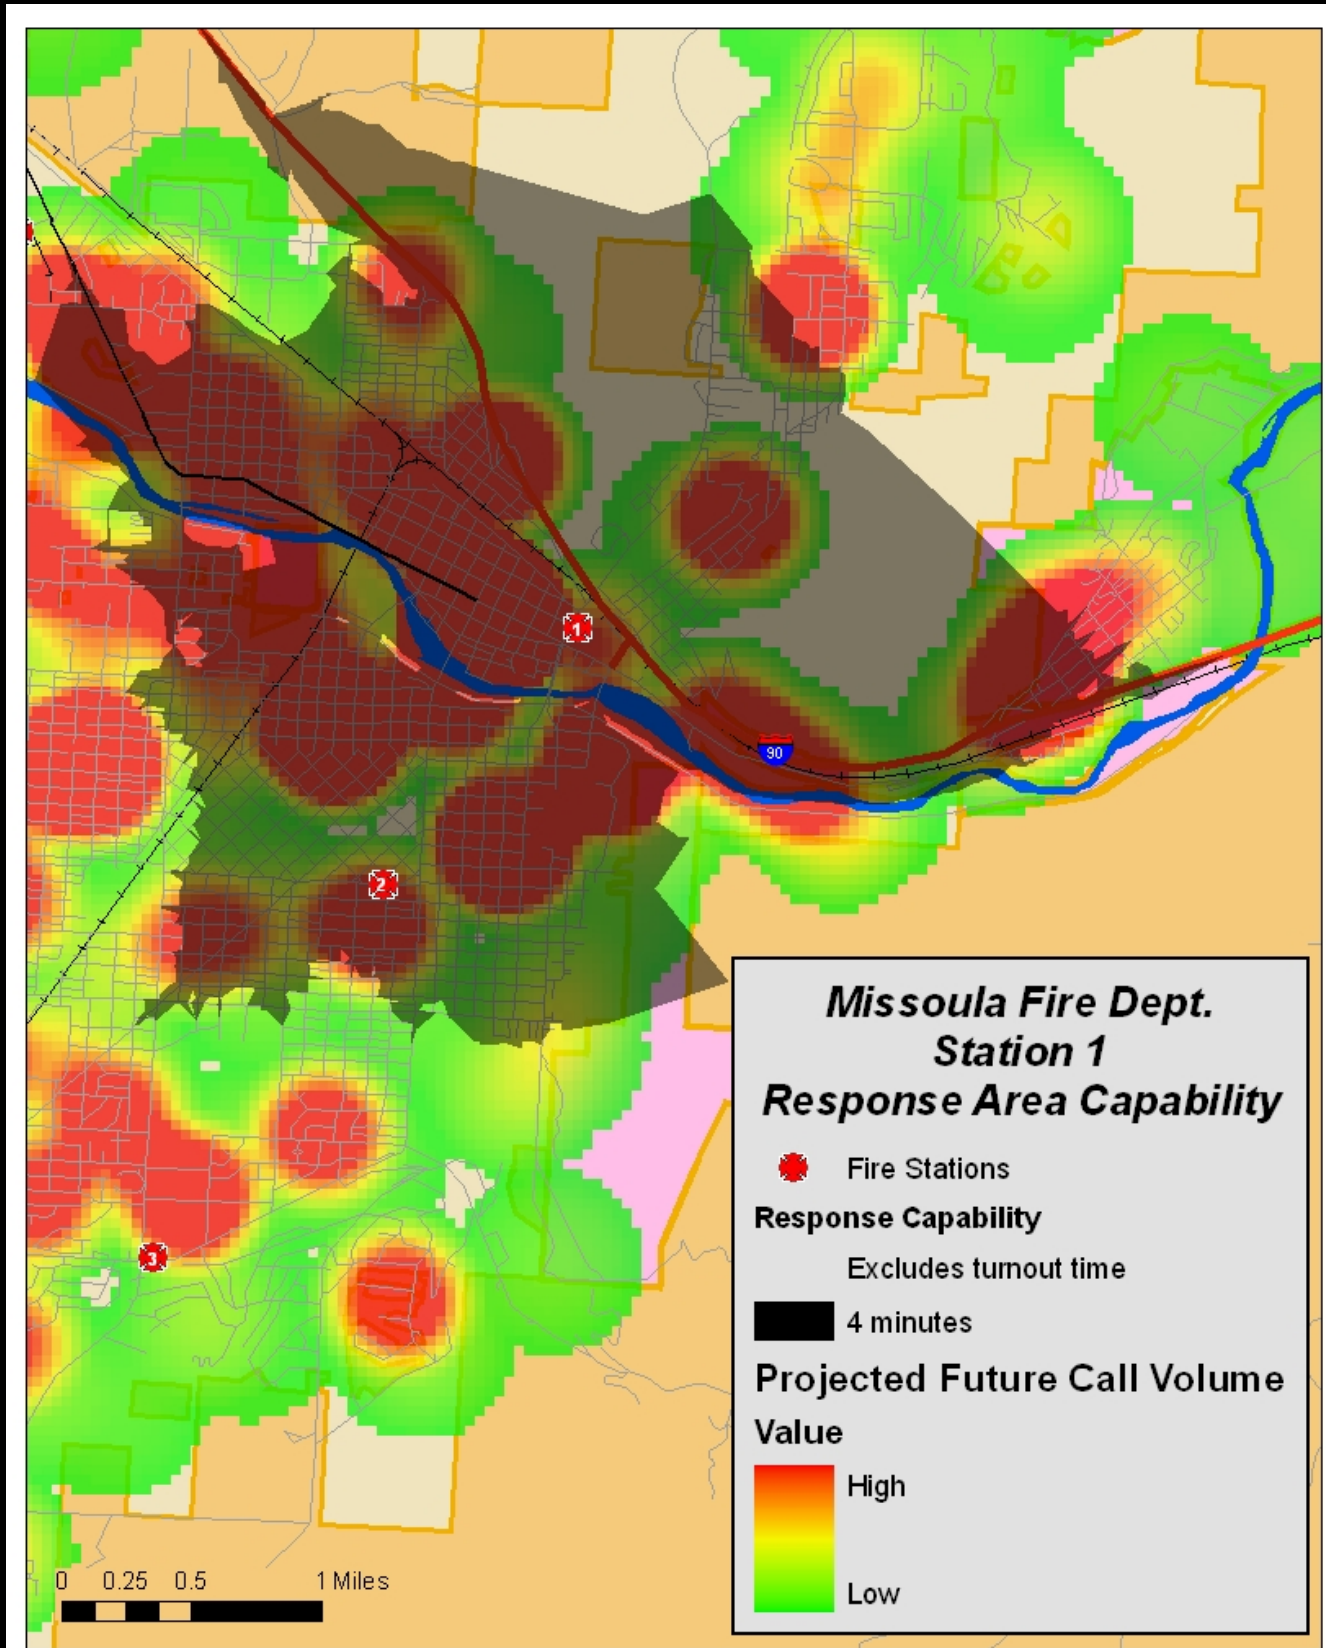 1
90
2
3
Missoula Fire Dept.
Station 1
Response Area Capability
Fire Stations
Response Capability
Excludes turnout time
4 minutes
Projected Future Call Volume
Value
High
Low
0 0.25 0.5 1 Miles